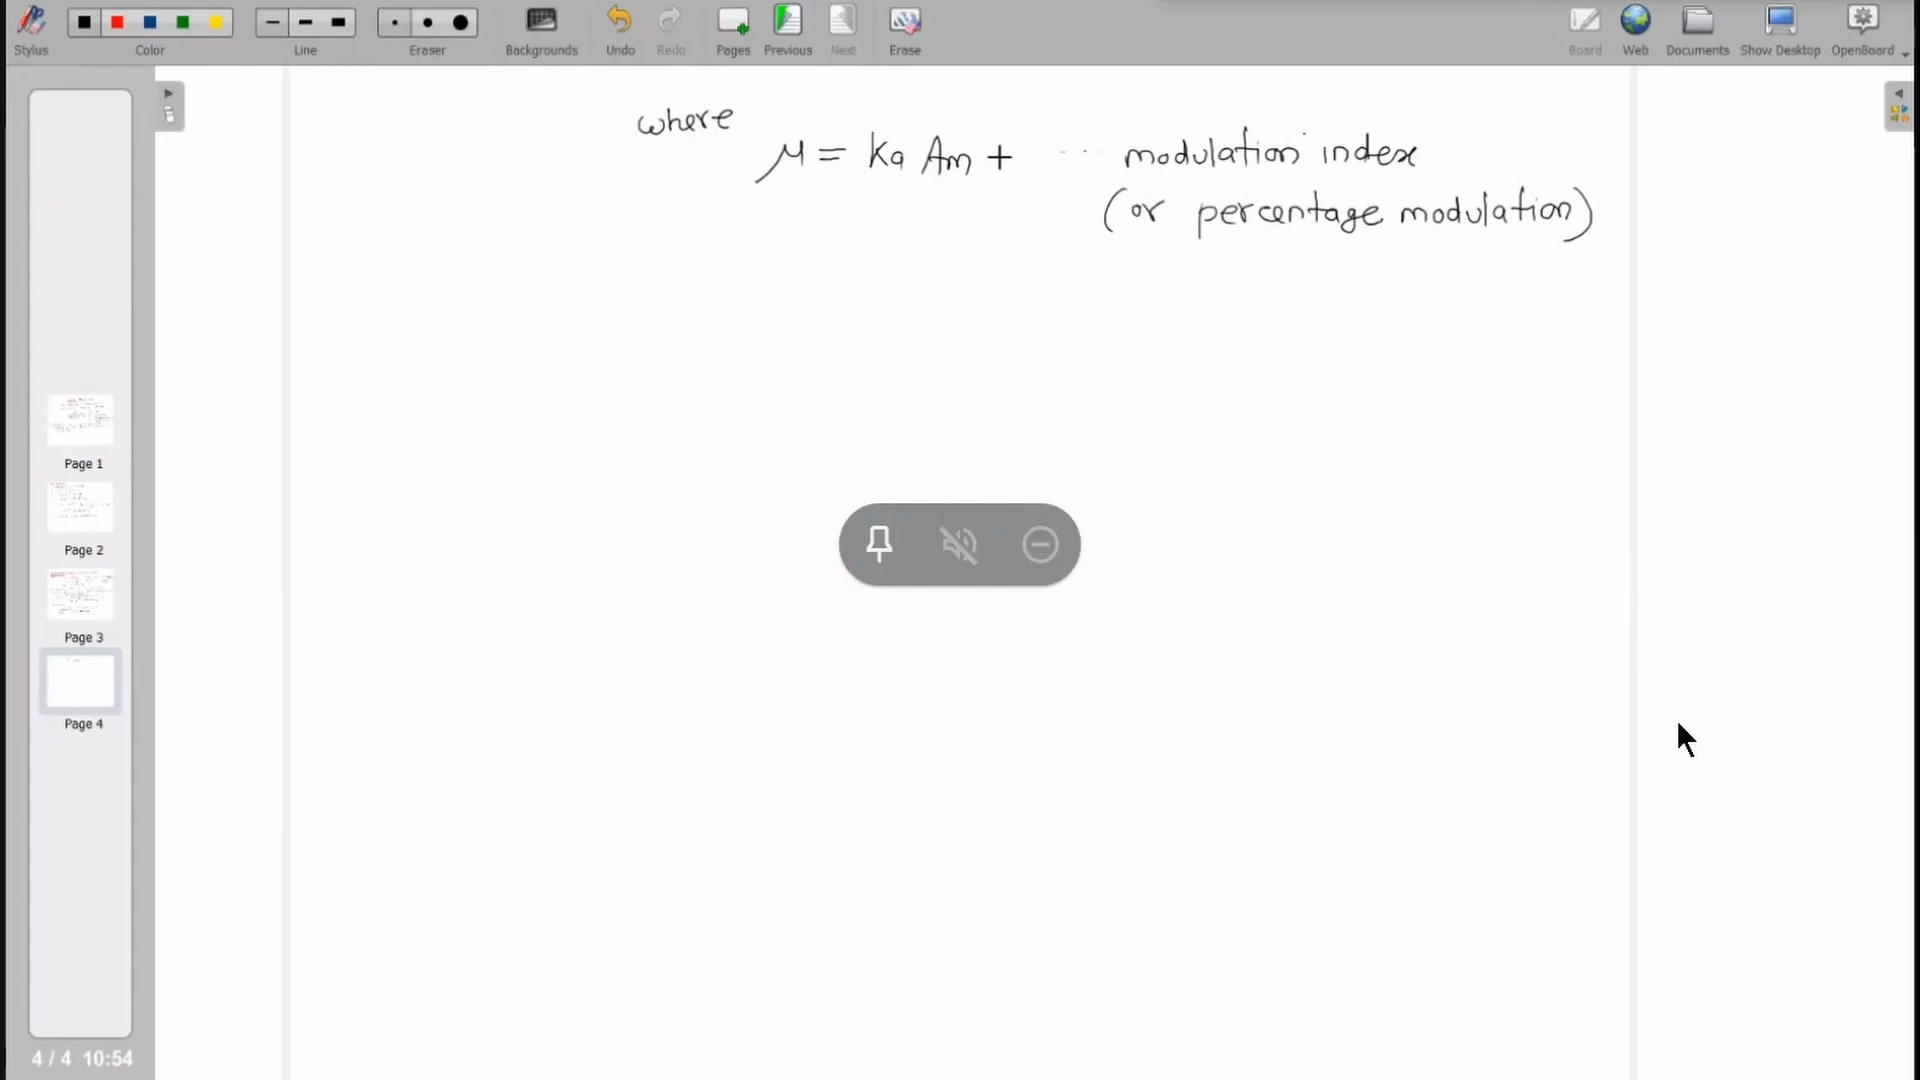 Stylus Color Line Eraser Backgrounds Undo Redo Pages Previous Next Erase Board Web Documents Show Desktop OpenBoard
where
μ = Ka Am + ... modulation index
(or percentage modulation)
Page 1
Page 2
Page 3
Page 4
4 / 4 10:54